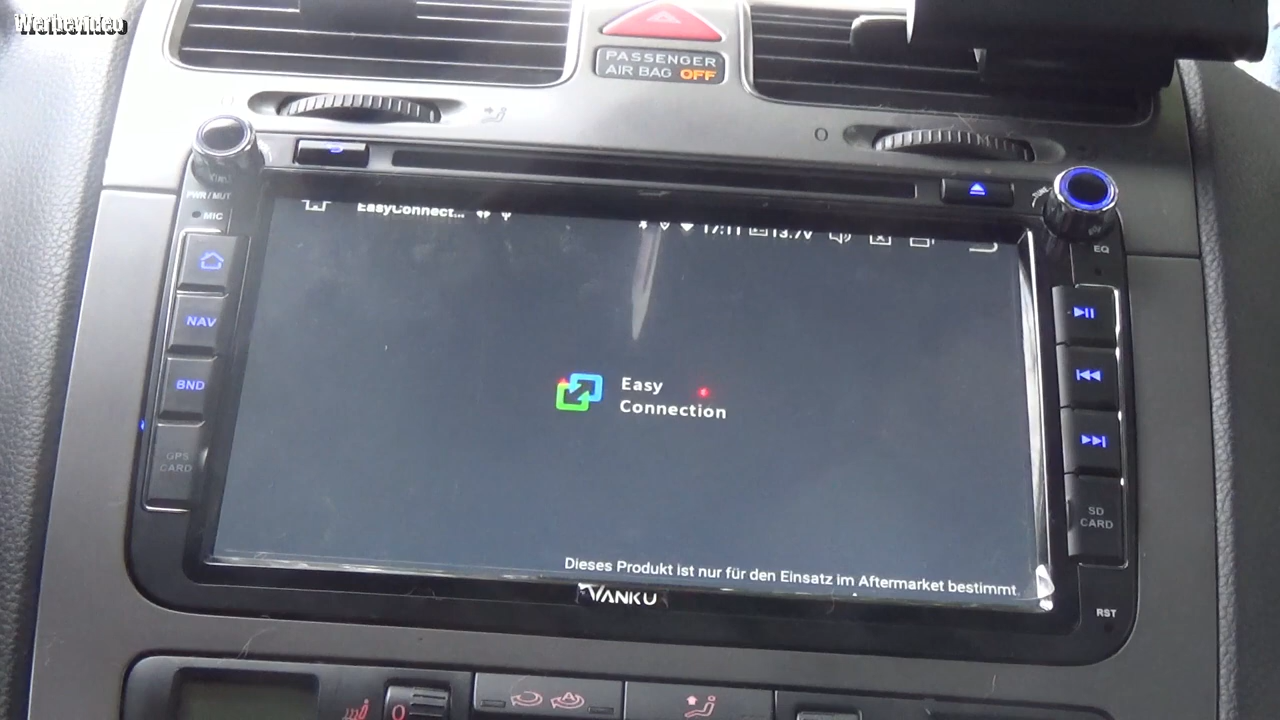 Werbevideo
PASSENGER
AIR BAG OFF
PWR / MUT
MIC
EasyConnect...
17:11
13.7V
EQ
NAV
BND
GPS
CARD
Easy
Connection
SD
CARD
Dieses Produkt ist nur für den Einsatz im Aftermarket bestimmt.
VANKU
RST